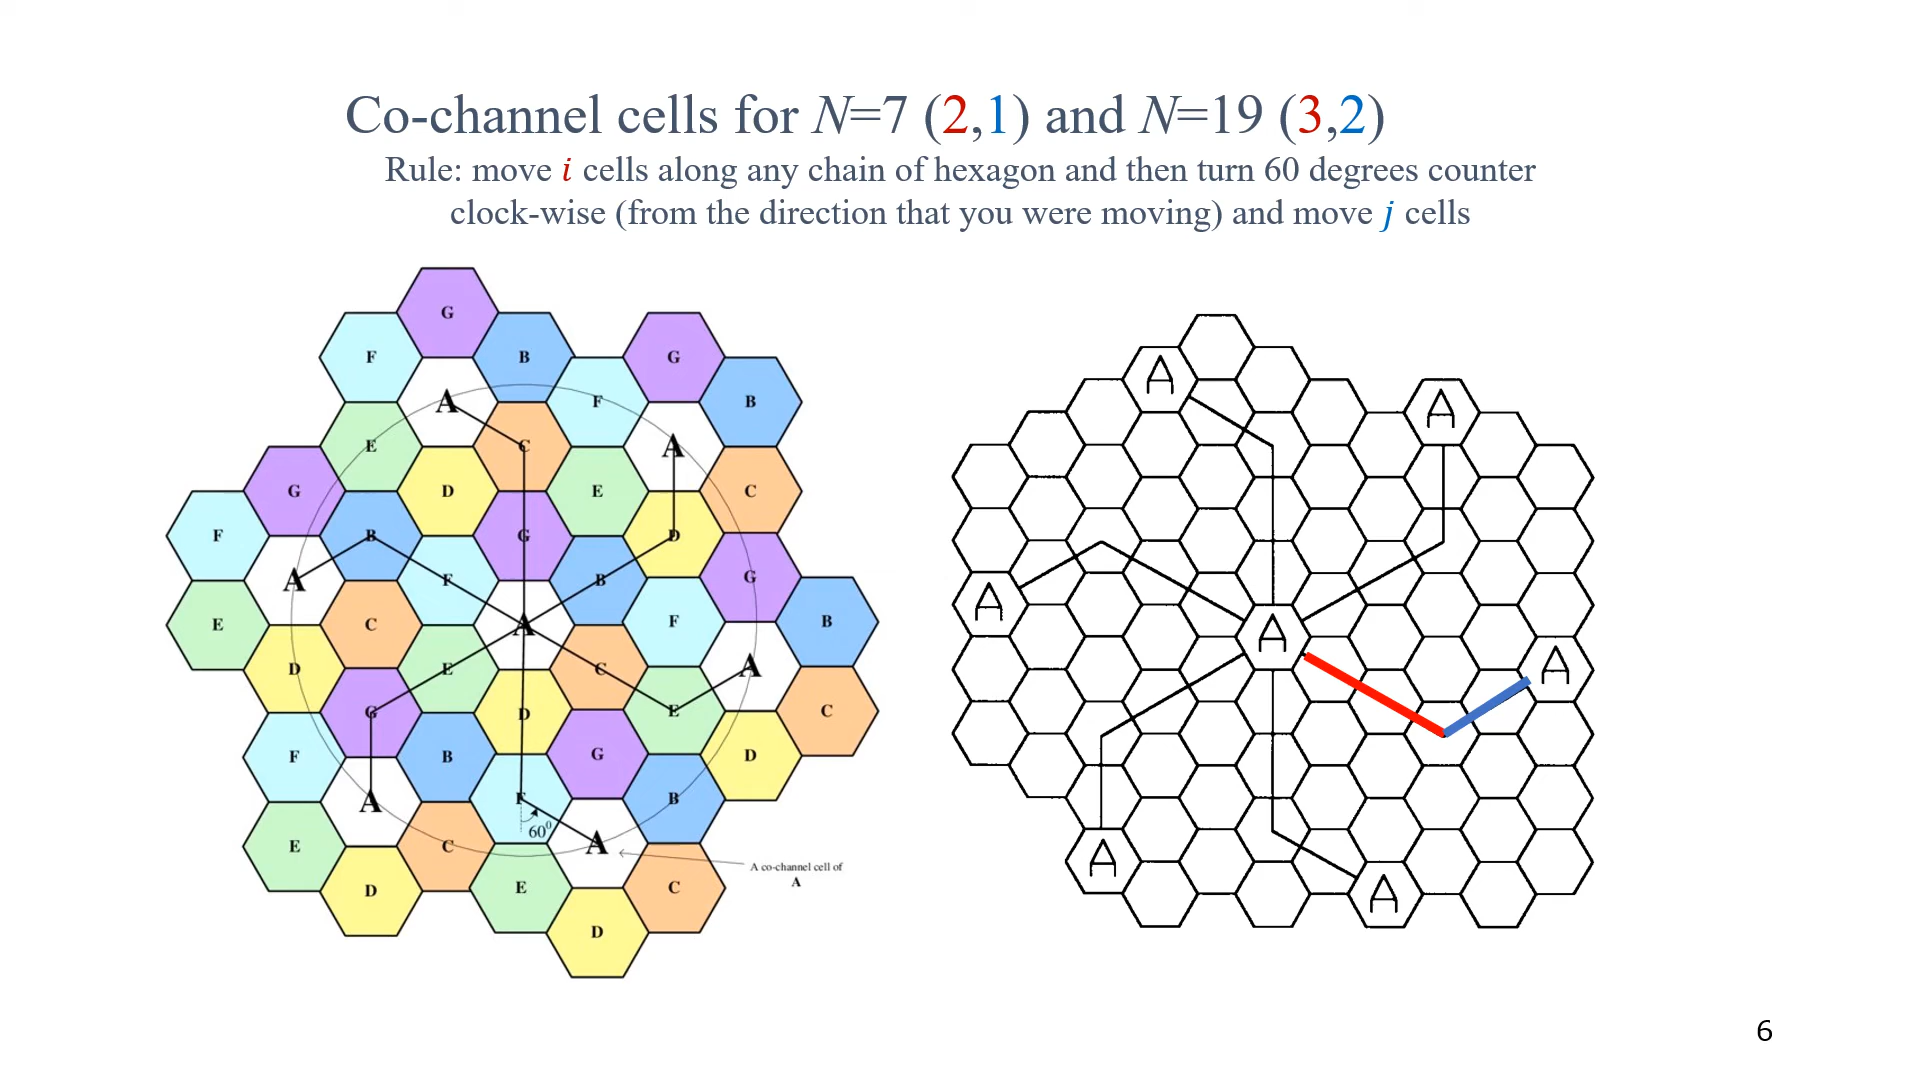 Co-channel cells for N=7 (2,1) and N=19 (3,2)
Rule: move i cells along any chain of hexagon and then turn 60 degrees counter
clock-wise (from the direction that you were moving) and move j cells
G
F B G
A F B
E C A
G D E C
F B G D
A F B G
E C A F B
D E C A
G D E C
F B G D
A F B
600
E C A
A co-channel cell of
A
D E C
D
A
A
A
A
A
A
A
6